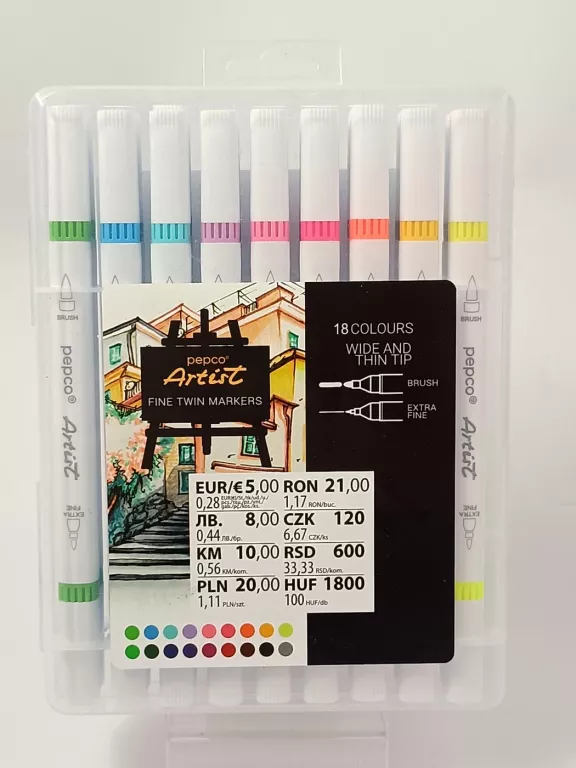 18 COLOURS
WIDE AND
THIN TIP
BRUSH
EXTRA
FINE
pepco®
Artist
FINE TWIN MARKERS
BRUSH
pepco®
Artist
EXTRA
FINE
BRUSH
pepco®
Artist
EXTRA
FINE
EUR/€ 5,00 RON 21,00
0,28 1,17 RON/buc.
ЛВ. 8,00 CZK 120
0,44 ЛВ./бр. 6,67 CZK/ks
KM 10,00 RSD 600
0,56 KM/kom. 33,33 RSD/kom.
PLN 20,00 HUF 1800
1,11 PLN/szt. 100 HUF/db